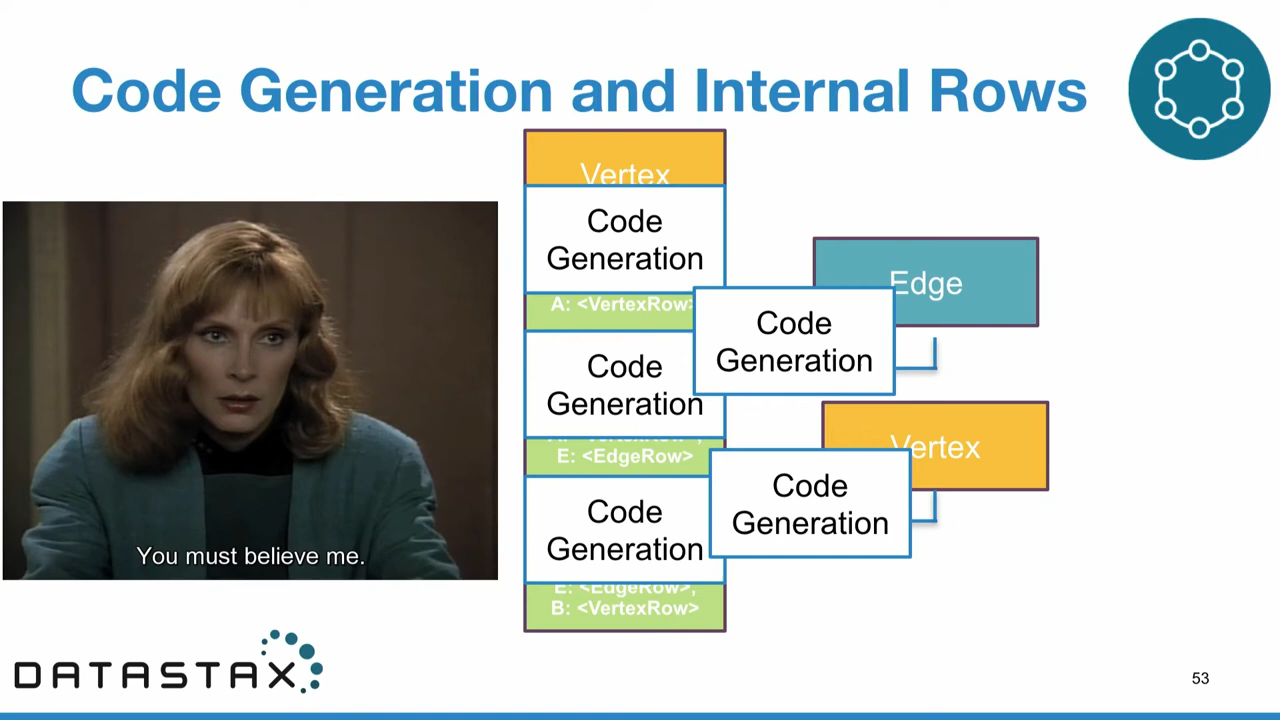 Code Generation and Internal Rows
Vertex
Code
Generation
A: <VertexRow>
Code
Generation
E: <EdgeRow>
Code
Generation
E: <EdgeRow>,
B: <VertexRow>
Edge
Code
Generation
Vertex
Code
Generation
You must believe me.
DATASTAX
53